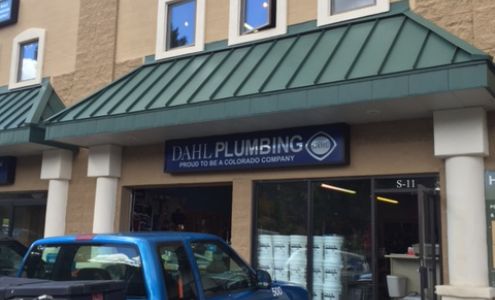 DAHL PLUMBING
PROUD TO BE A COLORADO COMPANY
S-11